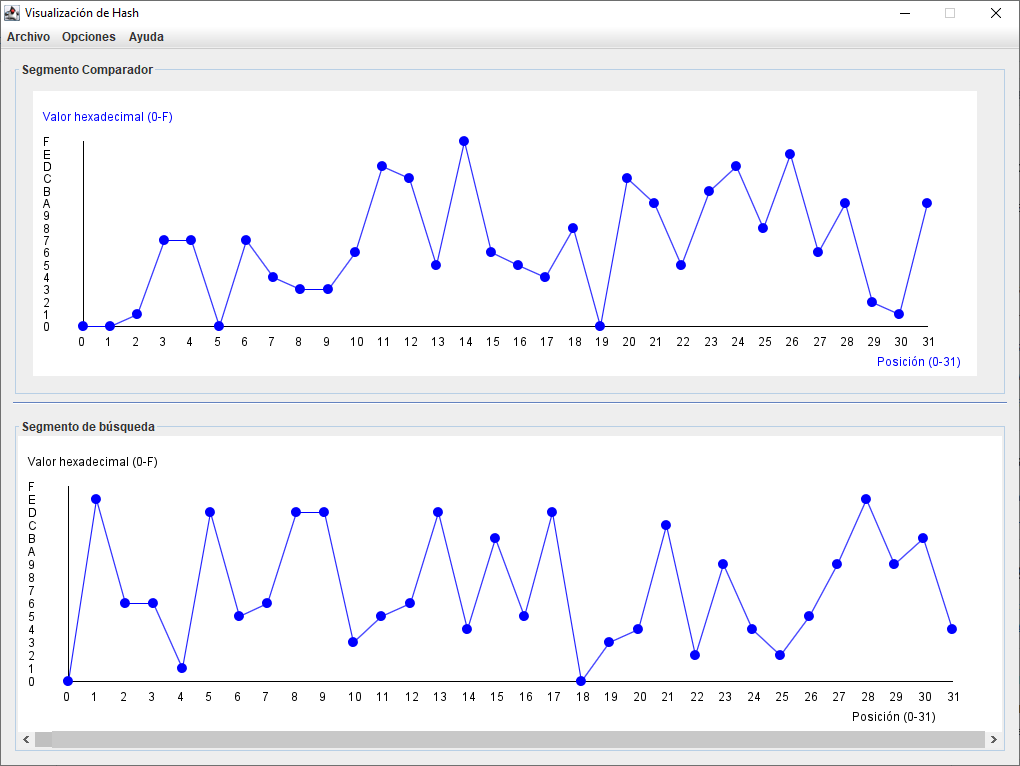 Visualización de Hash
Archivo Opciones Ayuda
Segmento Comparador
Valor hexadecimal (0-F)
F
E
D
C
B
A
9
8
7
6
5
4
3
2
1
0
0 1 2 3 4 5 6 7 8 9 10 11 12 13 14 15 16 17 18 19 20 21 22 23 24 25 26 27 28 29 30 31
Posición (0-31)
Segmento de búsqueda
Valor hexadecimal (0-F)
F
E
D
C
B
A
9
8
7
6
5
4
3
2
1
0
0 1 2 3 4 5 6 7 8 9 10 11 12 13 14 15 16 17 18 19 20 21 22 23 24 25 26 27 28 29 30 31
Posición (0-31)